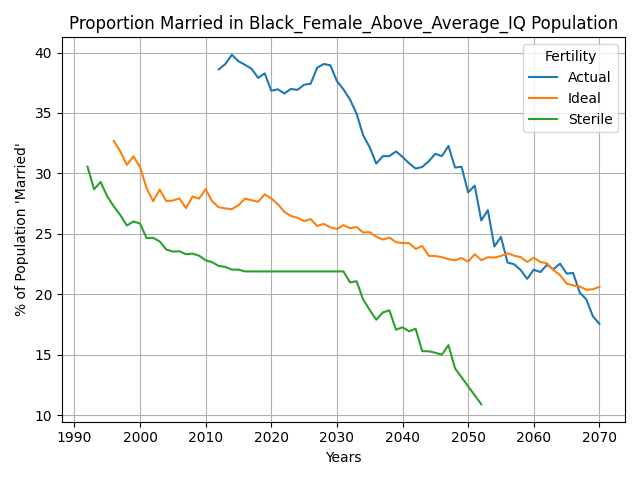 Proportion Married in Black_Female_Above_Average_IQ Population
Fertility
Actual
Ideal
Sterile
% of Population 'Married'
40
35
30
25
20
15
10
1990
2000
2010
2020
2030
2040
2050
2060
2070
Years